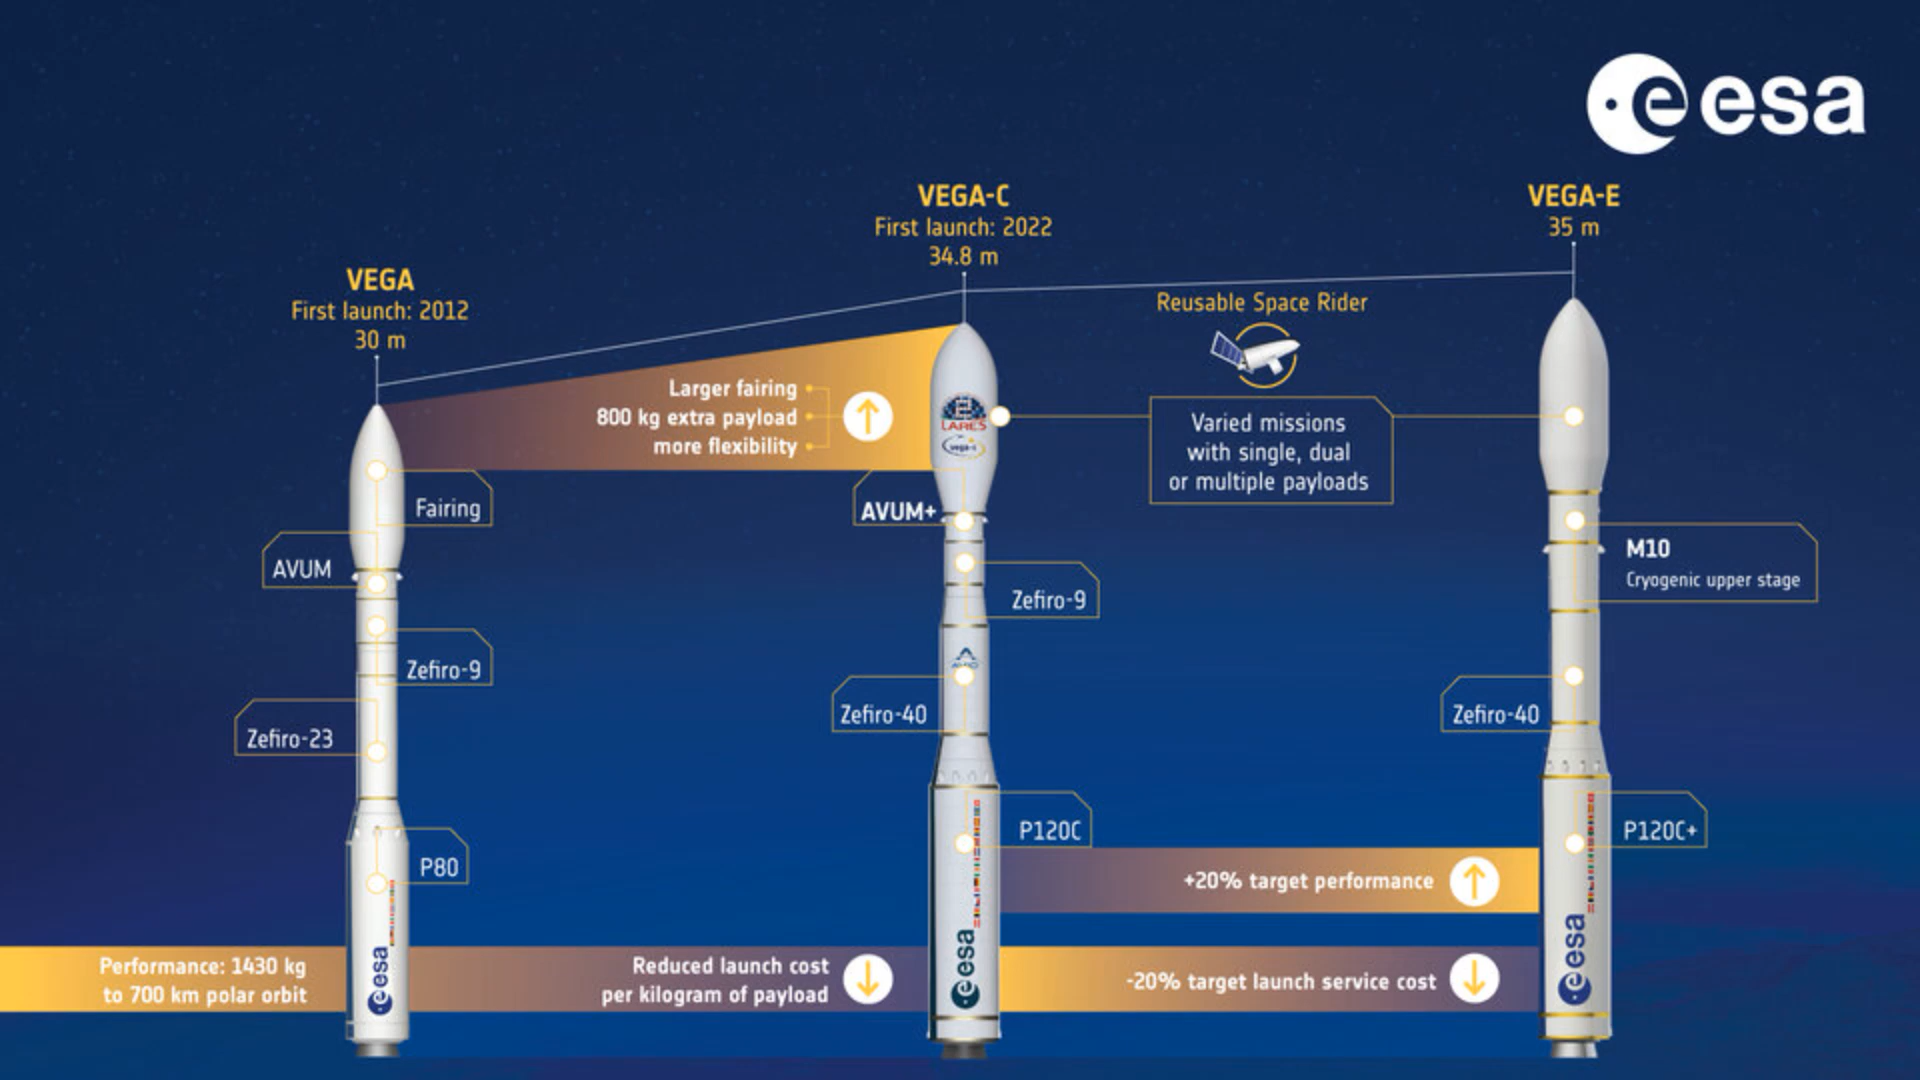 esa
VEGA
First launch: 2012
30 m
VEGA-C
First launch: 2022
34.8 m
VEGA-E
35 m
Reusable Space Rider
Larger fairing
800 kg extra payload
more flexibility
Varied missions
with single, dual
or multiple payloads
LARES
vega-c
Fairing
AVUM
Zefiro-9
Zefiro-23
P80
esa
AVUM+
Zefiro-9
AVIO
Zefiro-40
P120C
esa
M10
Cryogenic upper stage
Zefiro-40
P120C+
esa
+20% target performance
Performance: 1430 kg
to 700 km polar orbit
Reduced launch cost
per kilogram of payload
-20% target launch service cost